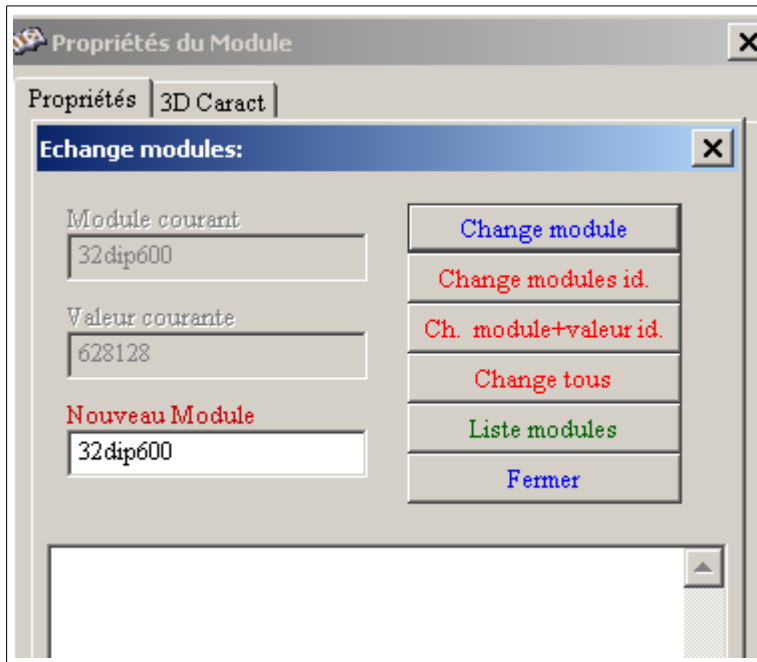 Propriétés du Module
Propriétés
3D Caract
Echange modules:
Module courant
32dip600
Valeur courante
628128
Nouveau Module
32dip600
Change module
Change modules id.
Ch. module+valeur id.
Change tous
Liste modules
Fermer